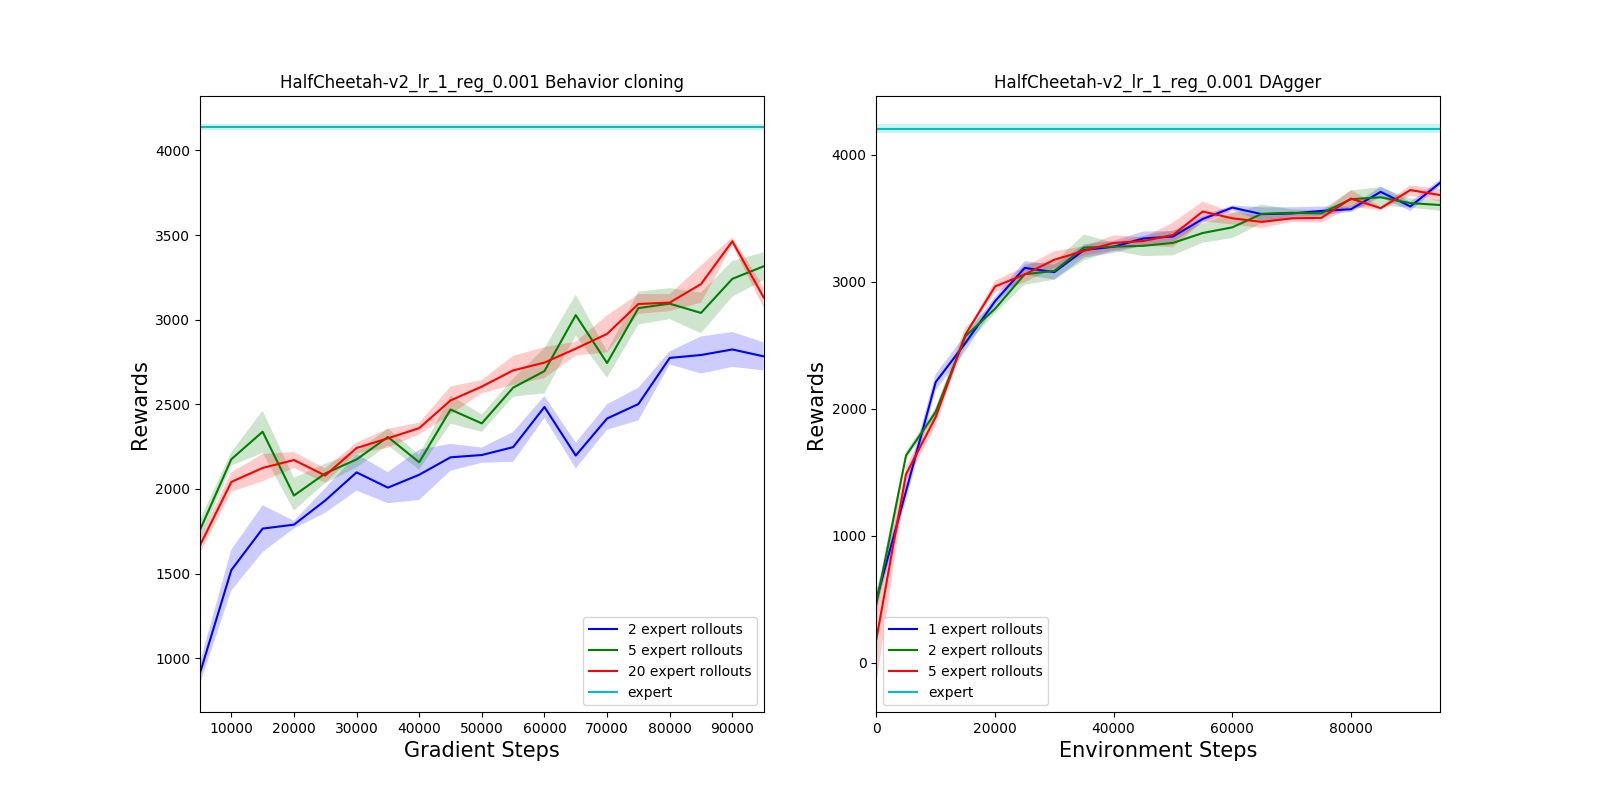 HalfCheetah-v2_lr_1_reg_0.001 Behavior cloning
4000
3500
3000
2500
2000
1500
1000
Rewards
2 expert rollouts
5 expert rollouts
20 expert rollouts
expert
10000 20000 30000 40000 50000 60000 70000 80000 90000
Gradient Steps
HalfCheetah-v2_lr_1_reg_0.001 DAgger
4000
3000
2000
1000
0
Rewards
1 expert rollouts
2 expert rollouts
5 expert rollouts
expert
0 20000 40000 60000 80000
Environment Steps